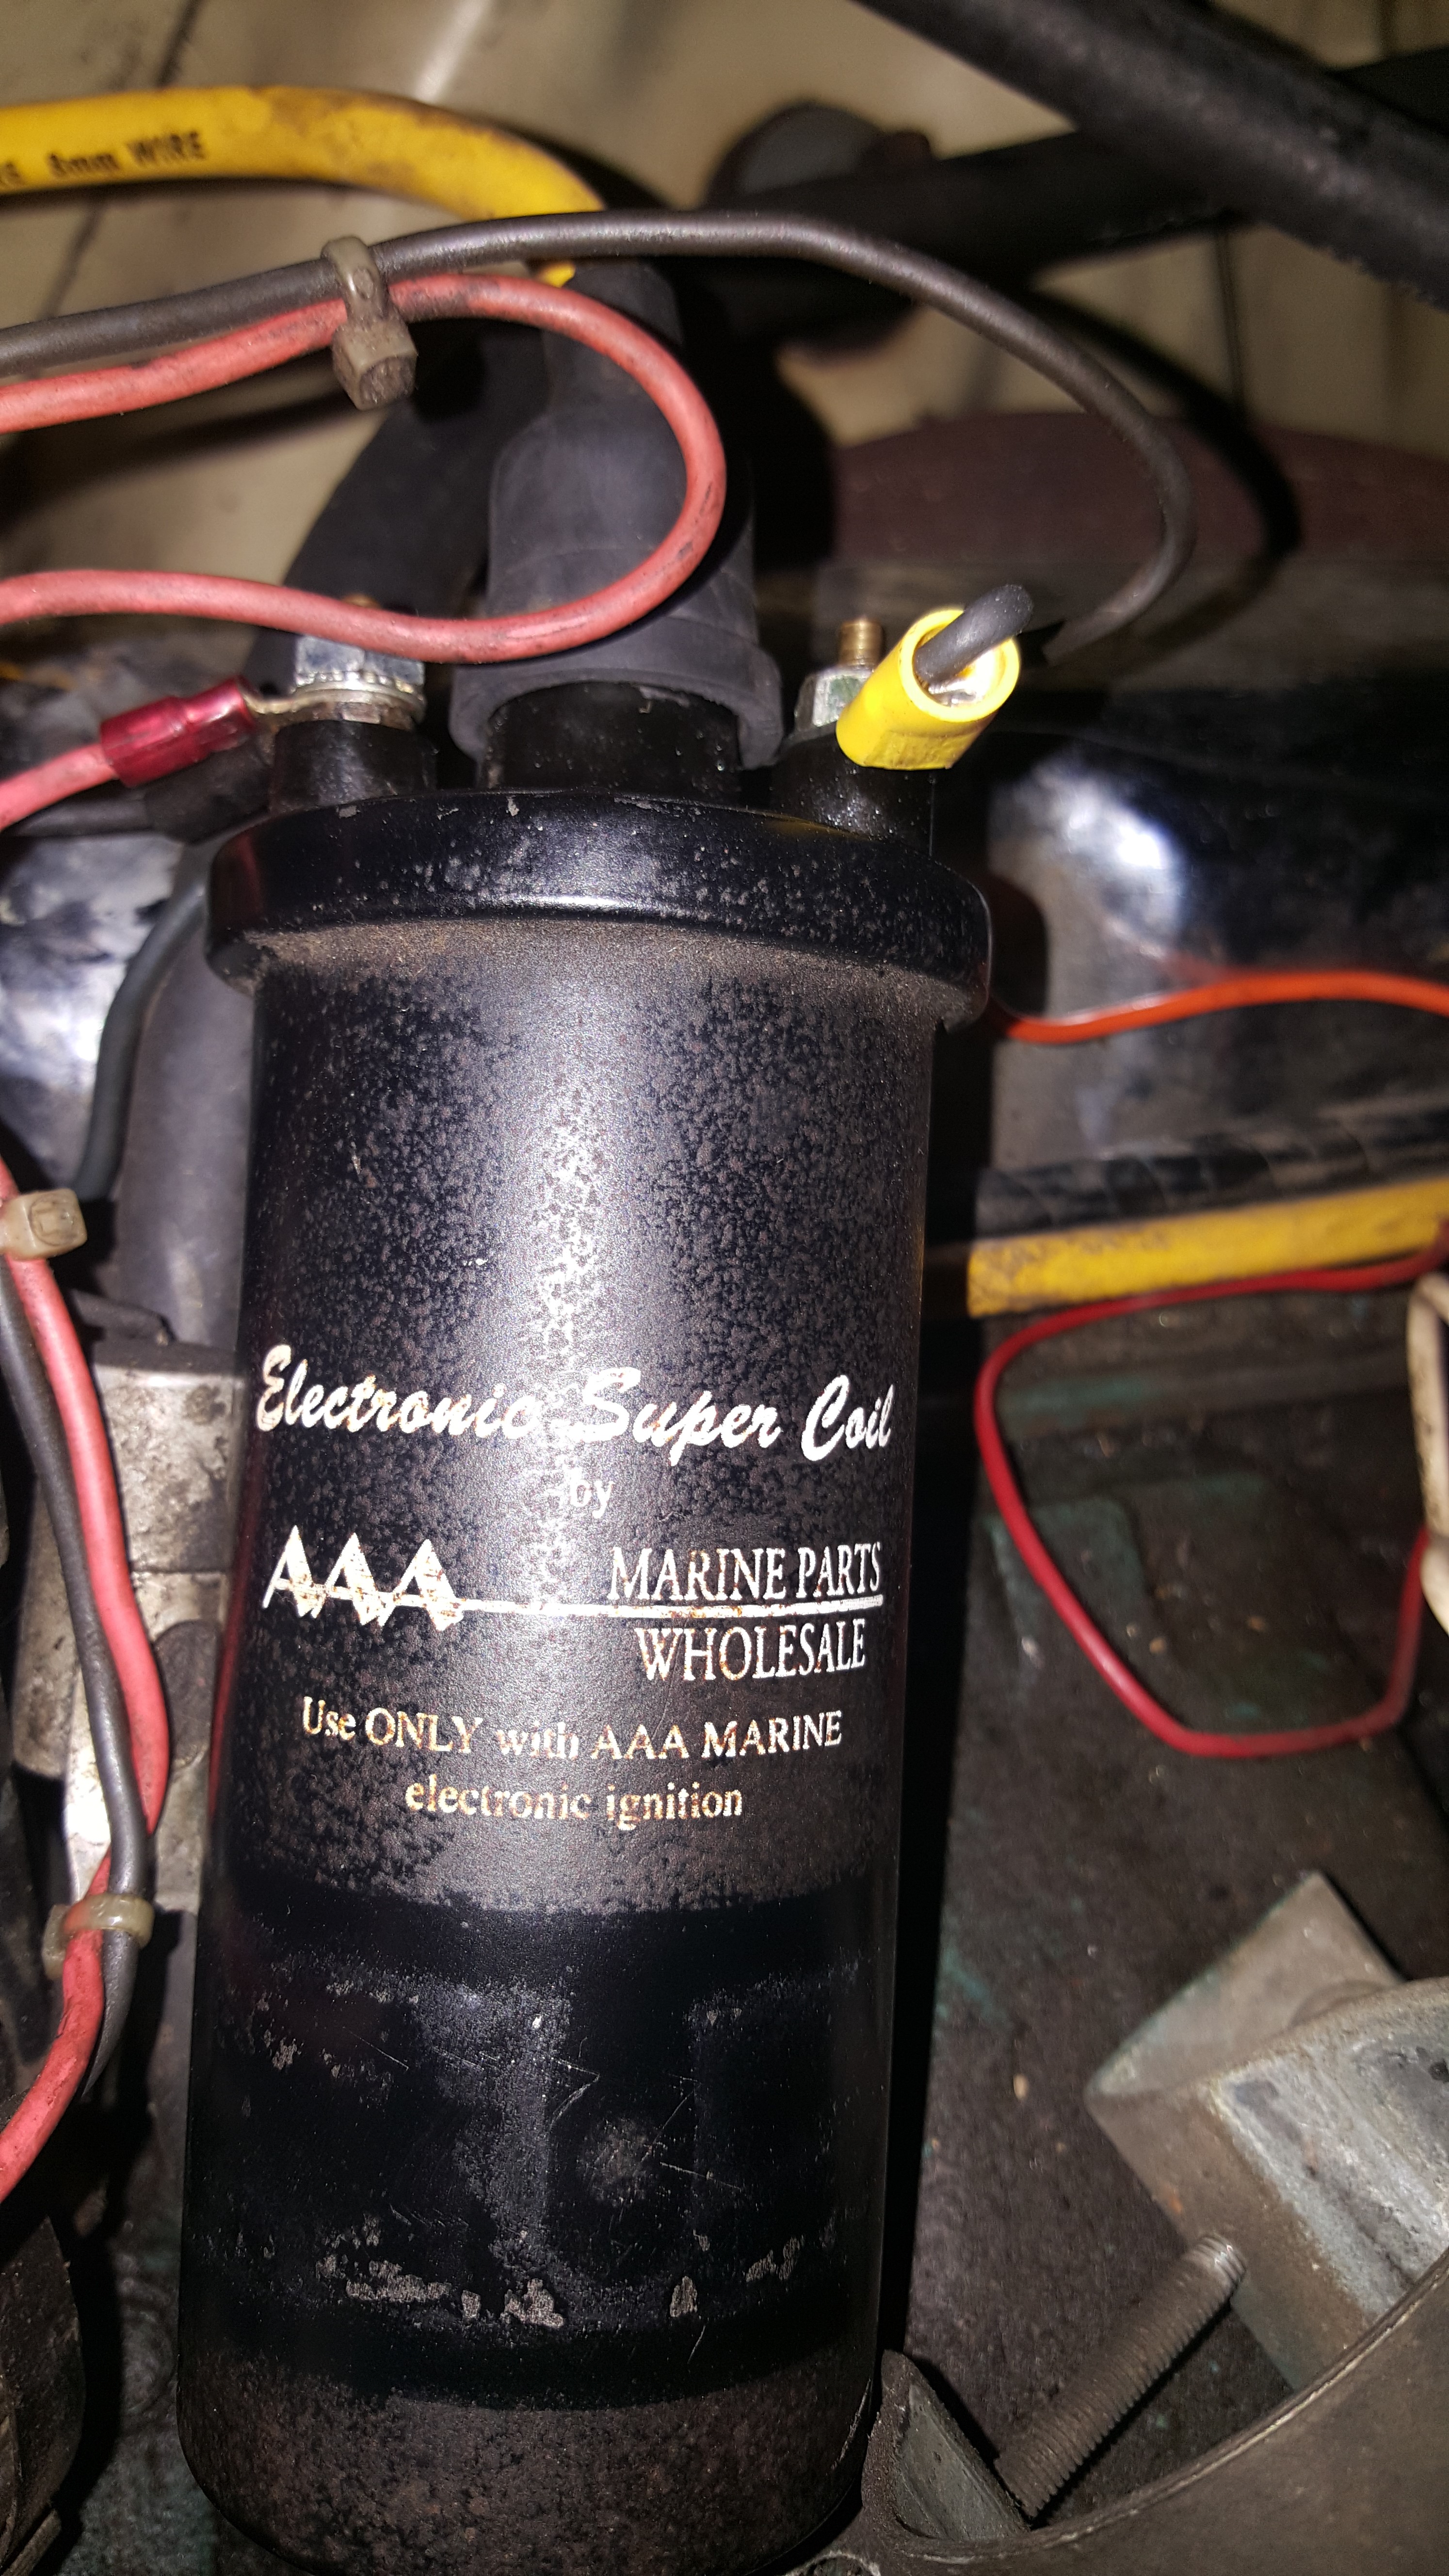 8mm WIRE
Electronic Super Coil
by
AAA MARINE PARTS
WHOLESALE
Use ONLY with AAA MARINE
electronic ignition